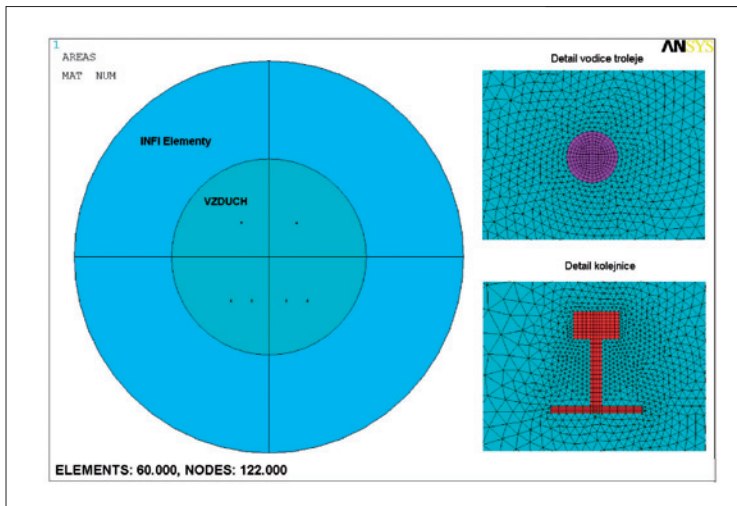 1
AREAS
MAT NUM
ANSYS
INFI Elementy
VZDUCH
Detail vodice troleje
Detail kolejnice
ELEMENTS: 60.000, NODES: 122.000